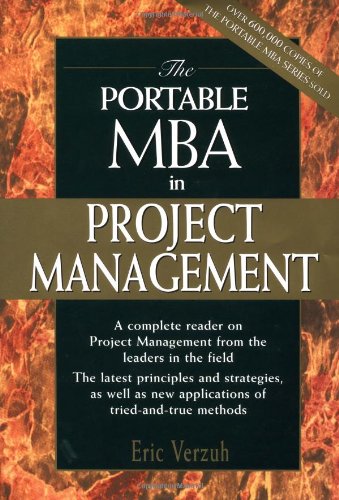 OVER 600,000 COPIES OF
THE PORTABLE MBA SERIES SOLD
The
PORTABLE
MBA
in
PROJECT
MANAGEMENT
A complete reader on
Project Management from the
leaders in the field
The latest principles and strategies,
as well as new applications of
tried-and-true methods
Eric Verzuh